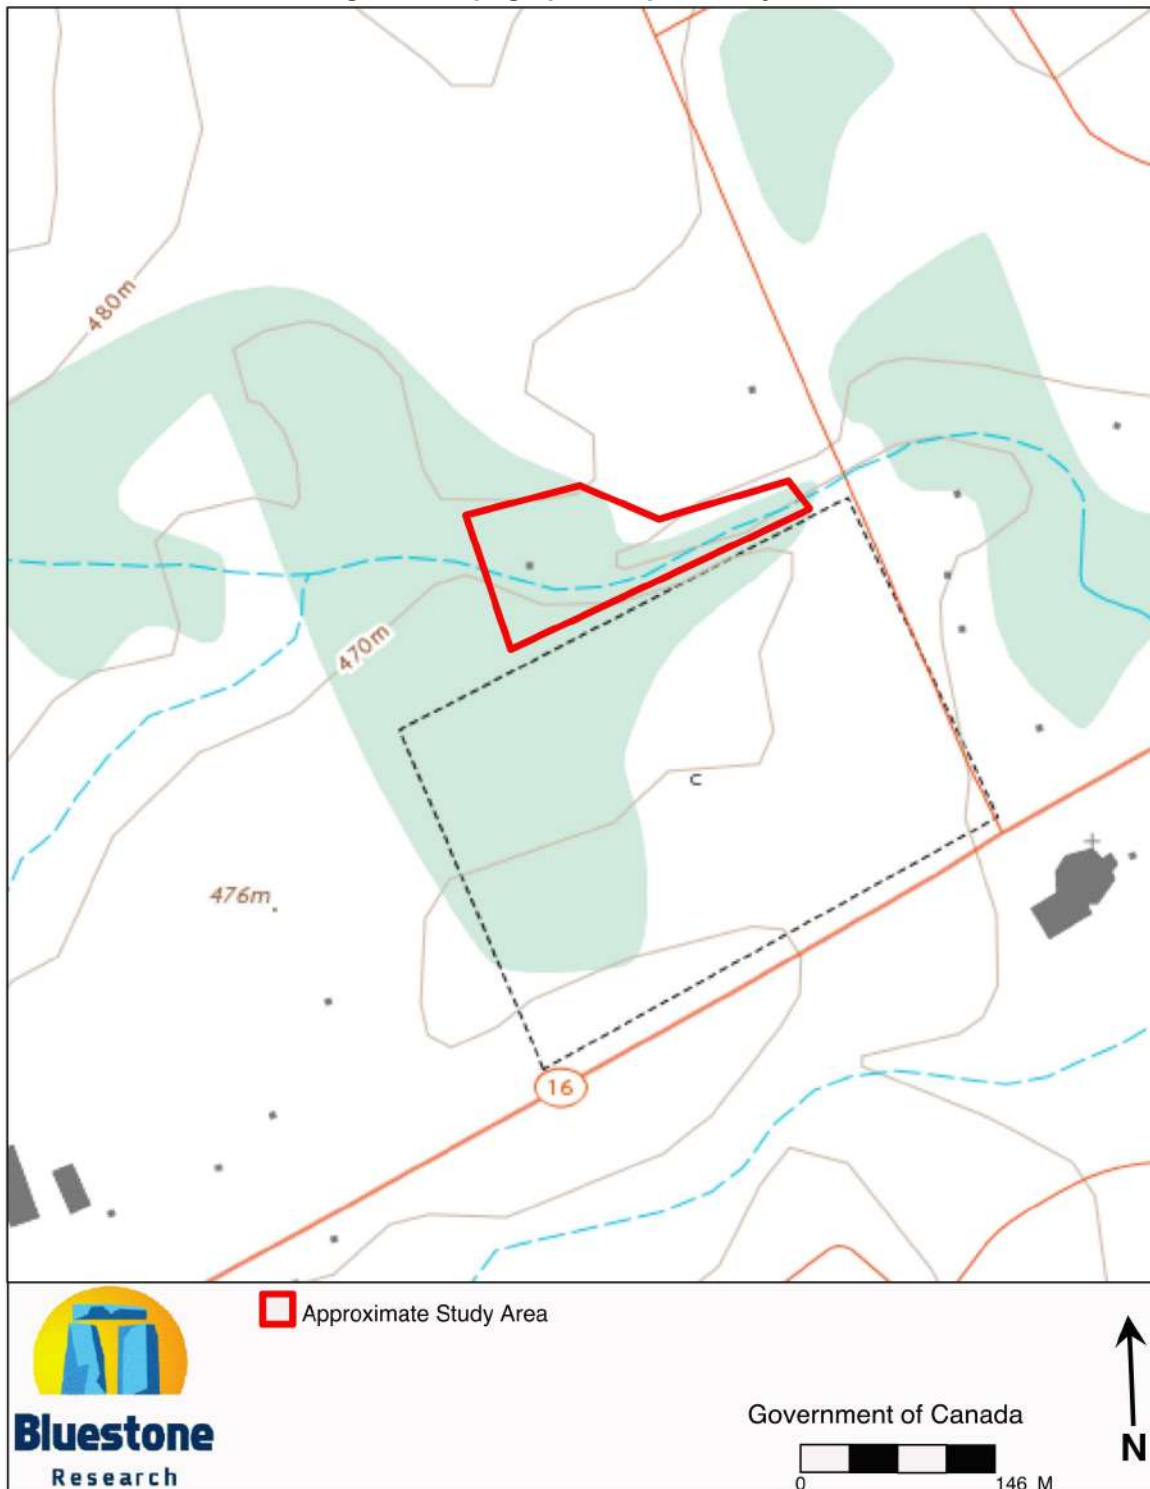 480m
470m
C
476m
16
Approximate Study Area
Bluestone
Research
Government of Canada
N
0 146 M